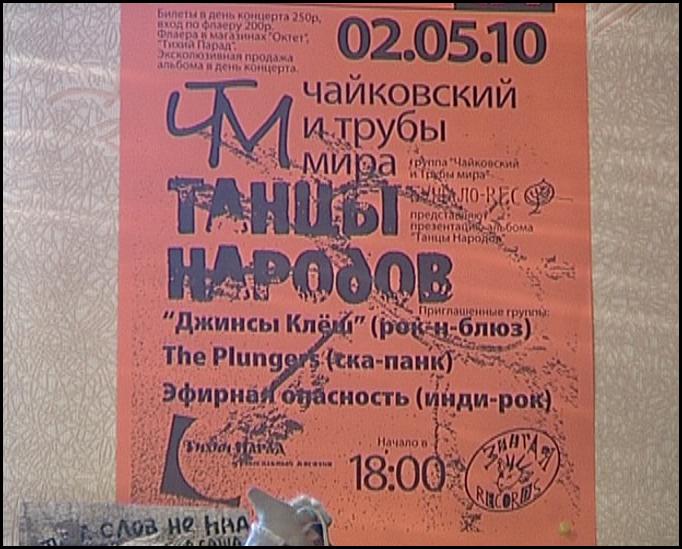 Билеты в день концерта 250р,
вход по флаеру 200р.
Флаера в магазинах "Октет",
"Тихий Парад".
Эксклюзивная продажа
альбома в день концерта.
02.05.10
ЧТМ
чайковский
и трубы
мира
группа "Чайковский
и Трубы мира"
представляют
презентацию альбома
"Танцы Народов"
ТАНЦЫ
НАРОДОВ
Приглашенные группы:
"Джинсы Клёш" (рок-н-блюз)
The Plungers (ска-панк)
Эфирная опасность (инди-рок)
Тихий Парад
Начало в
18:00
RECORDS
СЛОВ НЕ